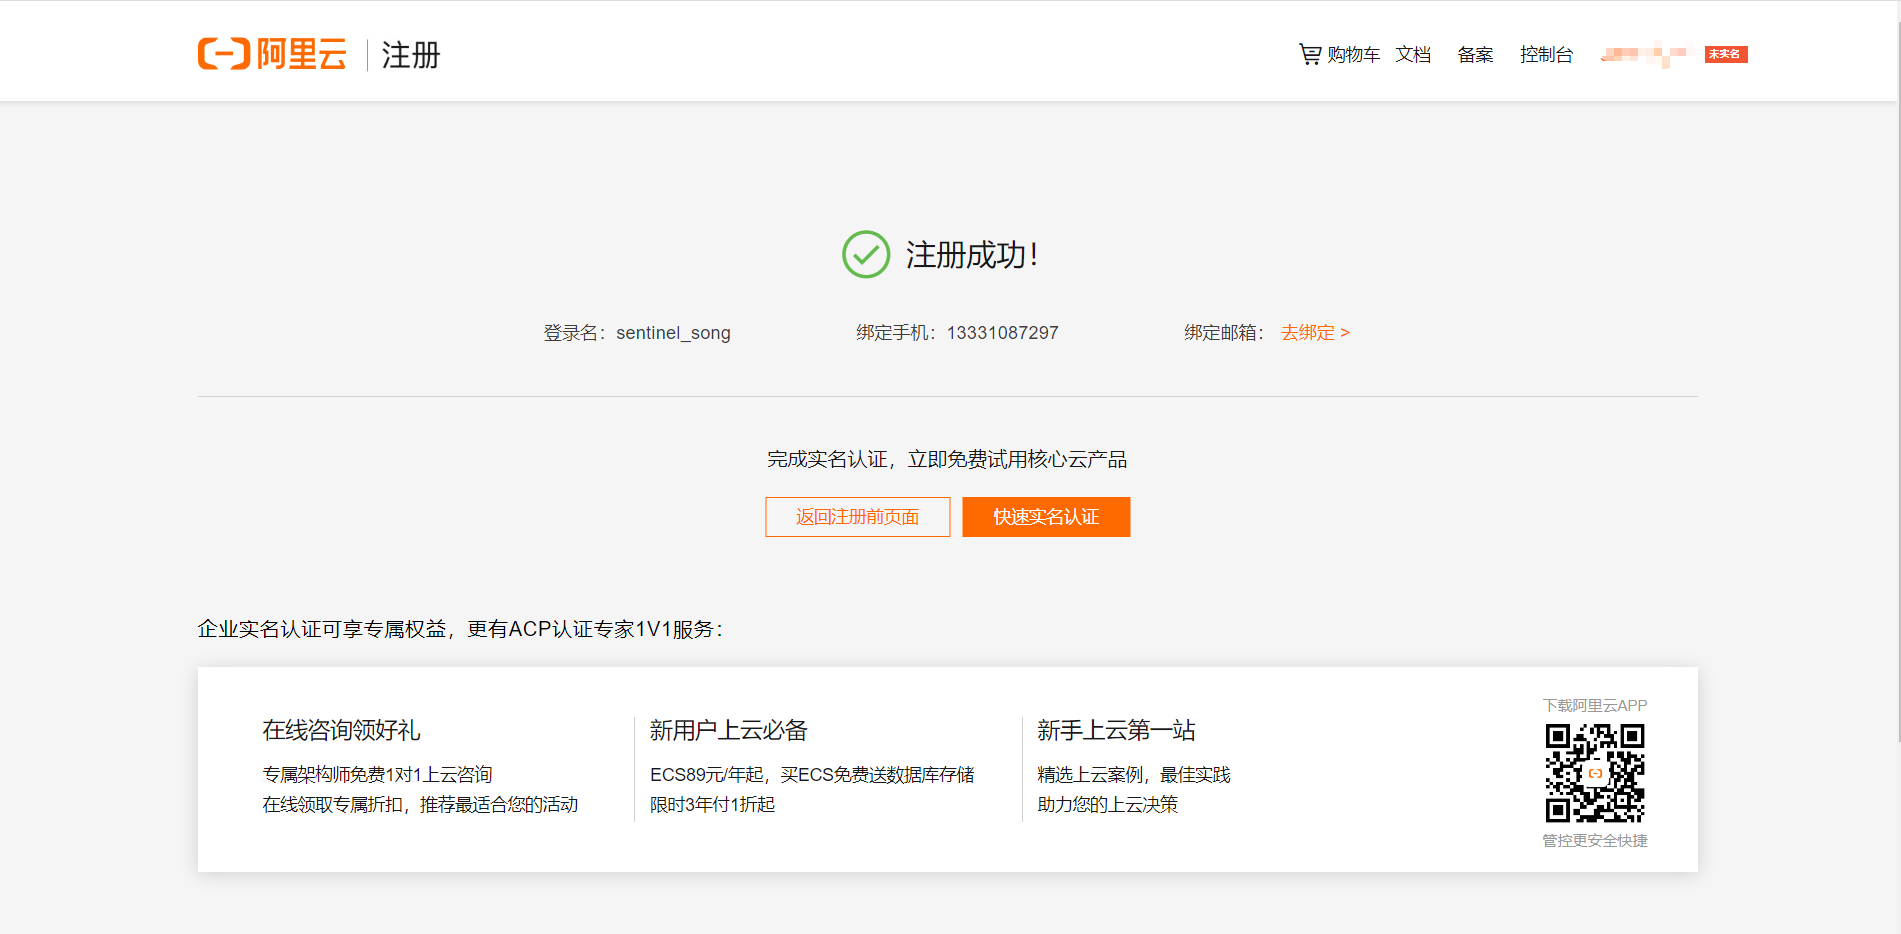 阿里云 注册
购物车 文档 备案 控制台 未实名
注册成功！
登录名：sentinel_song 绑定手机：13331087297 绑定邮箱： 去绑定 >
完成实名认证，立即免费试用核心云产品
返回注册前页面 快速实名认证
企业实名认证可享专属权益，更有ACP认证专家1V1服务：
在线咨询领好礼
专属架构师免费1对1上云咨询
在线领取专属折扣，推荐最适合您的活动
新用户上云必备
ECS89元/年起，买ECS免费送数据库存储
限时3年付1折起
新手上云第一站
精选上云案例，最佳实践
助力您的上云决策
下载阿里云APP
管控更安全快捷